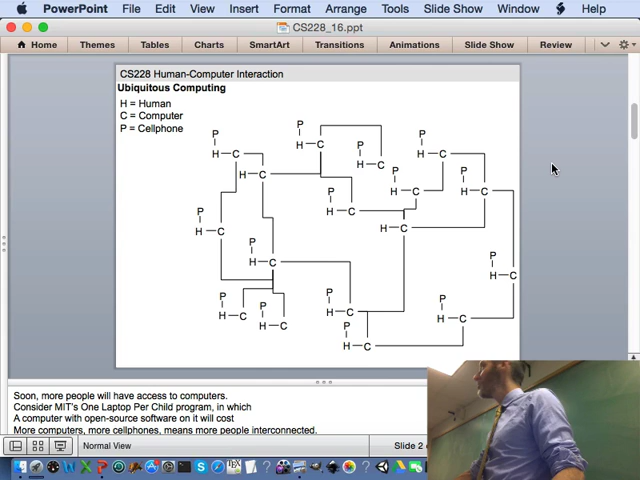 PowerPoint File Edit View Insert Format Arrange Tools Slide Show Window Help
CS228_16.ppt
Home Themes Tables Charts SmartArt Transitions Animations Slide Show Review
CS228 Human-Computer Interaction
Ubiquitous Computing
H = Human
C = Computer
P = Cellphone
P
P
P
H C
H C
P
H C
H C
H C
P
P
H C
H C
P
H C
P
H C
H C
P
H C
P
H C
P
H C
P
P
P
P
H C
H C
H C
H C
P
H C
Soon, more people will have access to computers.
Consider MIT's One Laptop Per Child program, in which
A computer with open-source software on it will cost
More computers, more cellphones, means more people interconnected.
Normal View
Slide 2